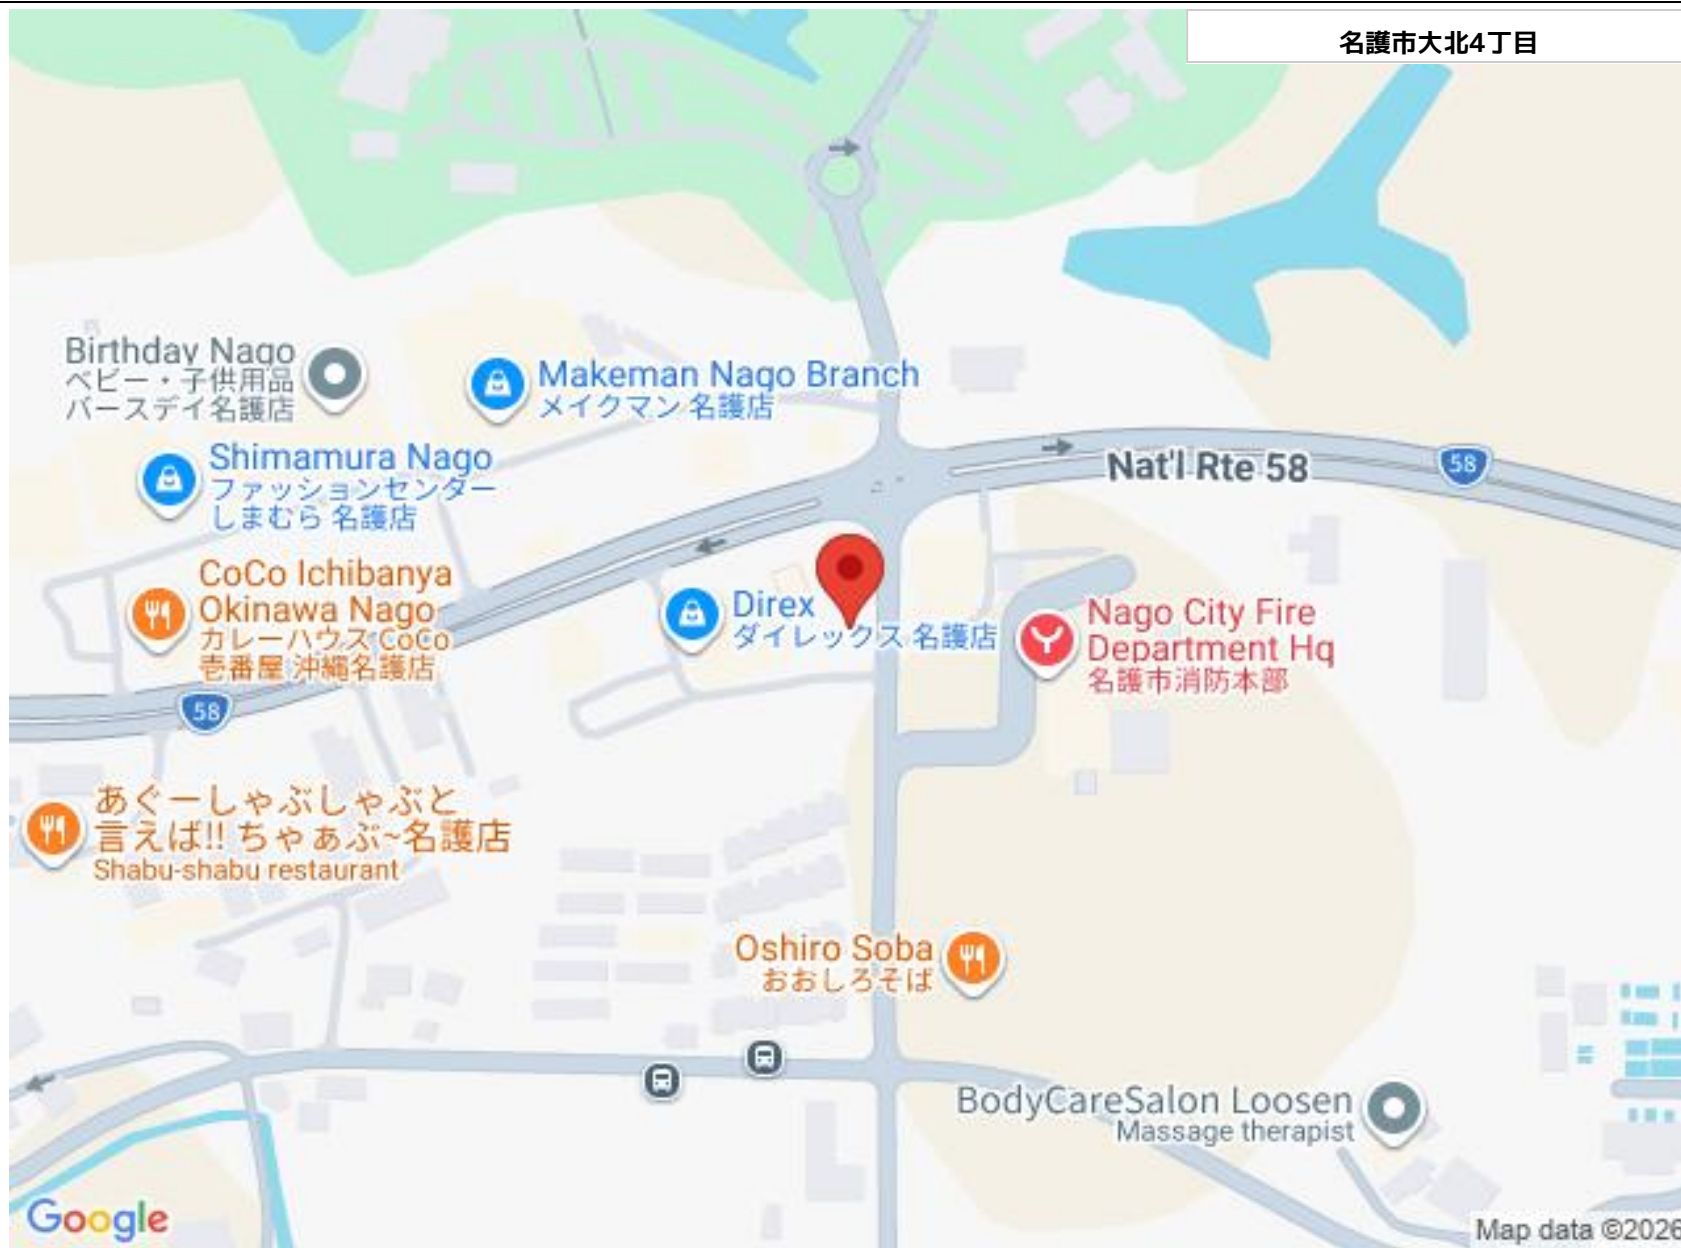 名護市大北4丁目
Birthday Nago
ベビー・子供用品
バースデイ名護店
Makeman Nago Branch
メイクマン 名護店
Shimamura Nago
ファッションセンター
しまむら 名護店
Nat'l Rte 58
58
CoCo Ichibanya
Okinawa Nago
カレーハウス CoCo
壱番屋 沖縄名護店
Direx
ダイレックス 名護店
Nago City Fire
Department Hq
名護市消防本部
58
あぐーしゃぶしゃぶと
言えば!! ちゃぁぶ~名護店
Shabu-shabu restaurant
Oshiro Soba
おおしろそば
BodyCareSalon Loosen
Massage therapist
Google
Map data ©2026